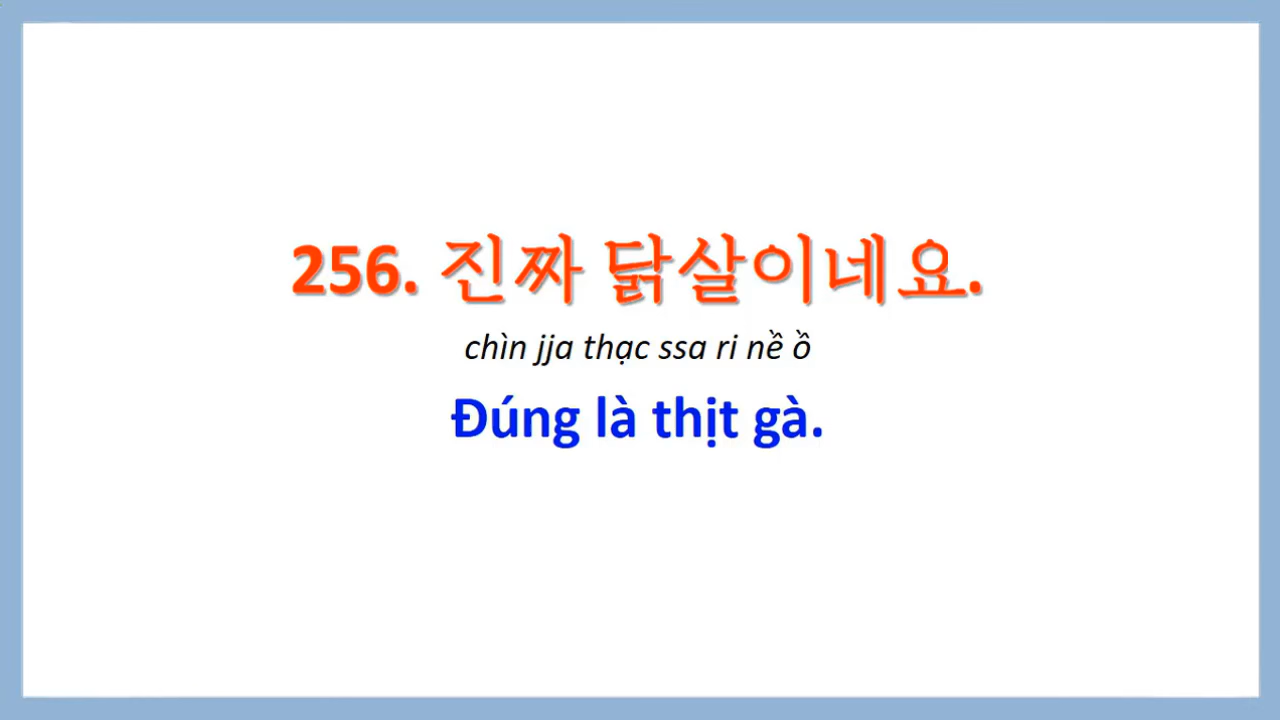 256. 진짜 닭살이네요.
chìn jja thạc ssa ri nề ồ
Đúng là thịt gà.